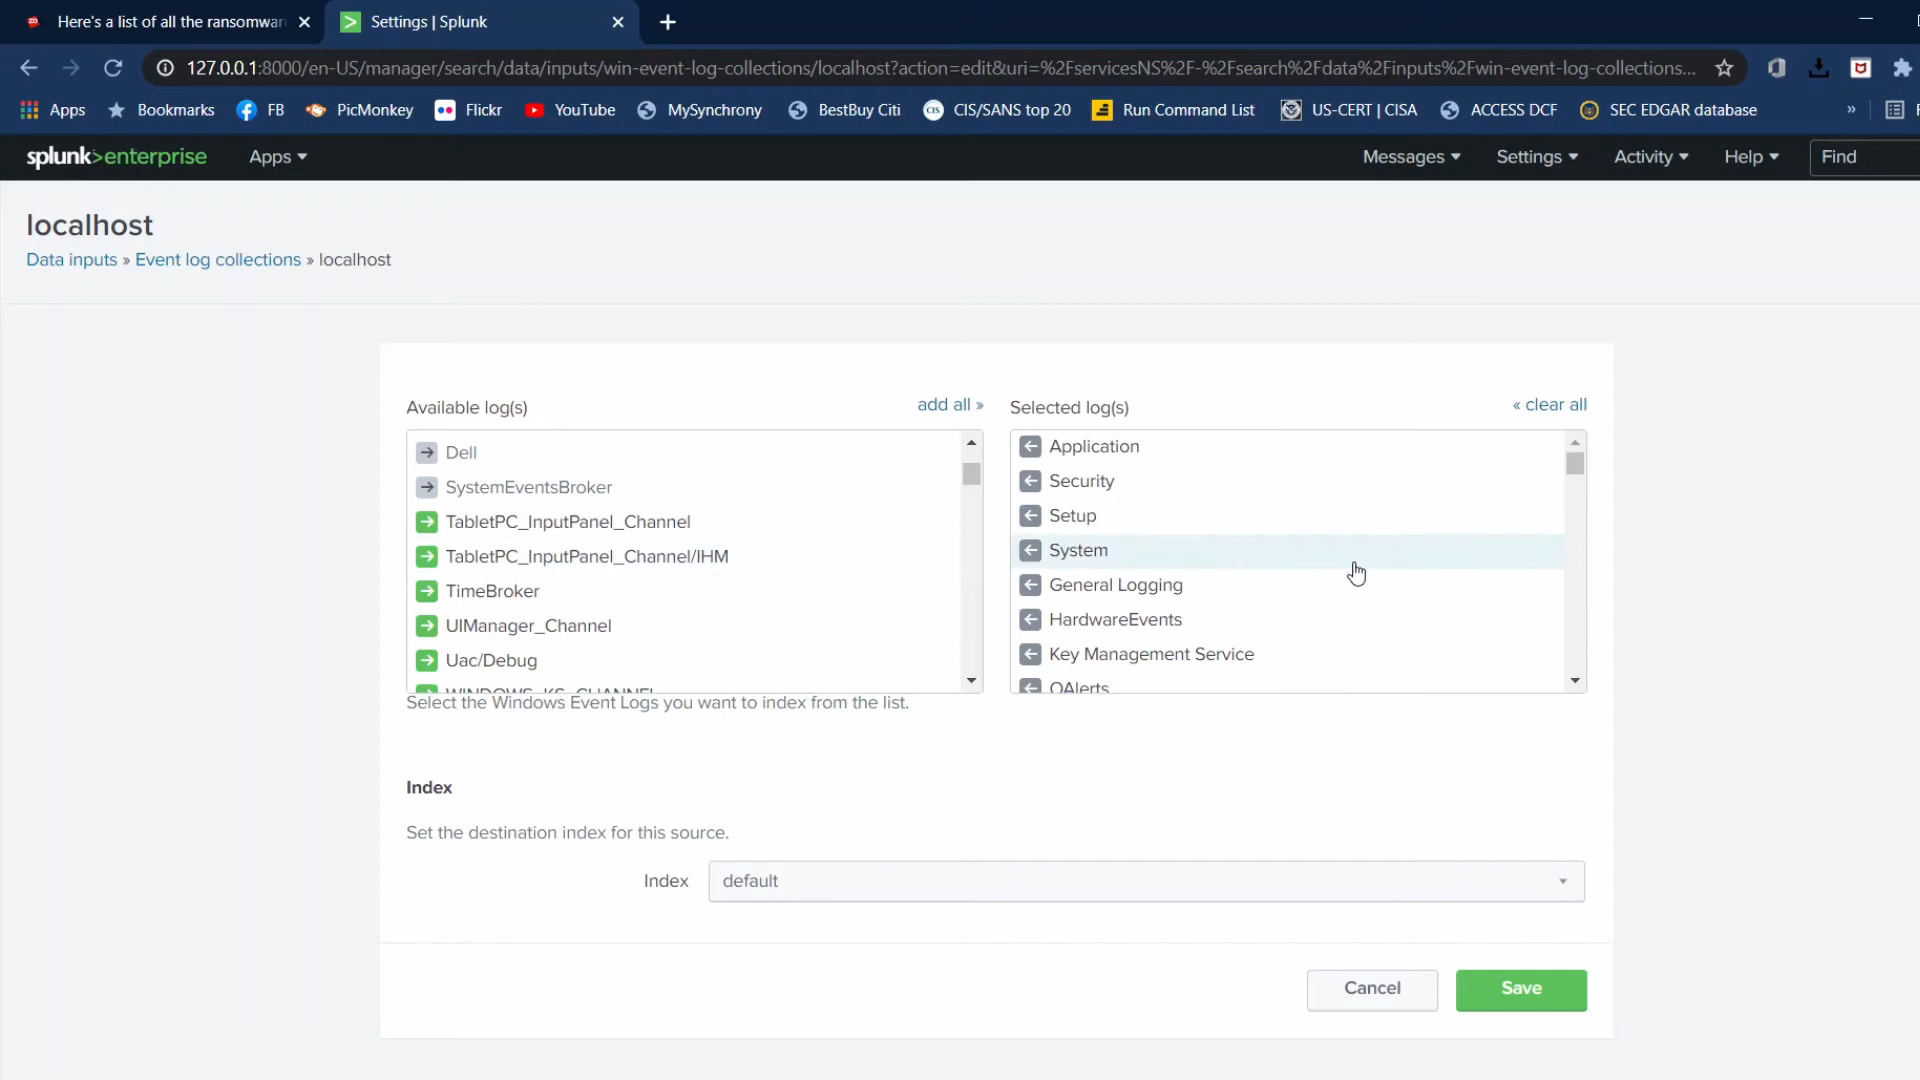 Here's a list of all the ransomwar
Settings | Splunk
127.0.0.1:8000/en-US/manager/search/data/inputs/win-event-log-collections/localhost?action=edit&uri=%2FservicesNS%2F-%2Fsearch%2Fdata%2Finputs%2Fwin-event-log-collections...
Apps Bookmarks FB PicMonkey Flickr YouTube MySynchrony BestBuy Citi CIS/SANS top 20 Run Command List US-CERT | CISA ACCESS DCF SEC EDGAR database »
splunk>enterprise Apps Messages Settings Activity Help Find
localhost
Data inputs » Event log collections » localhost
Available log(s) add all »
Dell
SystemEventsBroker
TabletPC_InputPanel_Channel
TabletPC_InputPanel_Channel/IHM
TimeBroker
UIManager_Channel
Uac/Debug
WINDOWS_KS_CHANNEL
Select the Windows Event Logs you want to index from the list.
Selected log(s) « clear all
Application
Security
Setup
System
General Logging
HardwareEvents
Key Management Service
OAlerts
Index
Set the destination index for this source.
Index default
Cancel Save